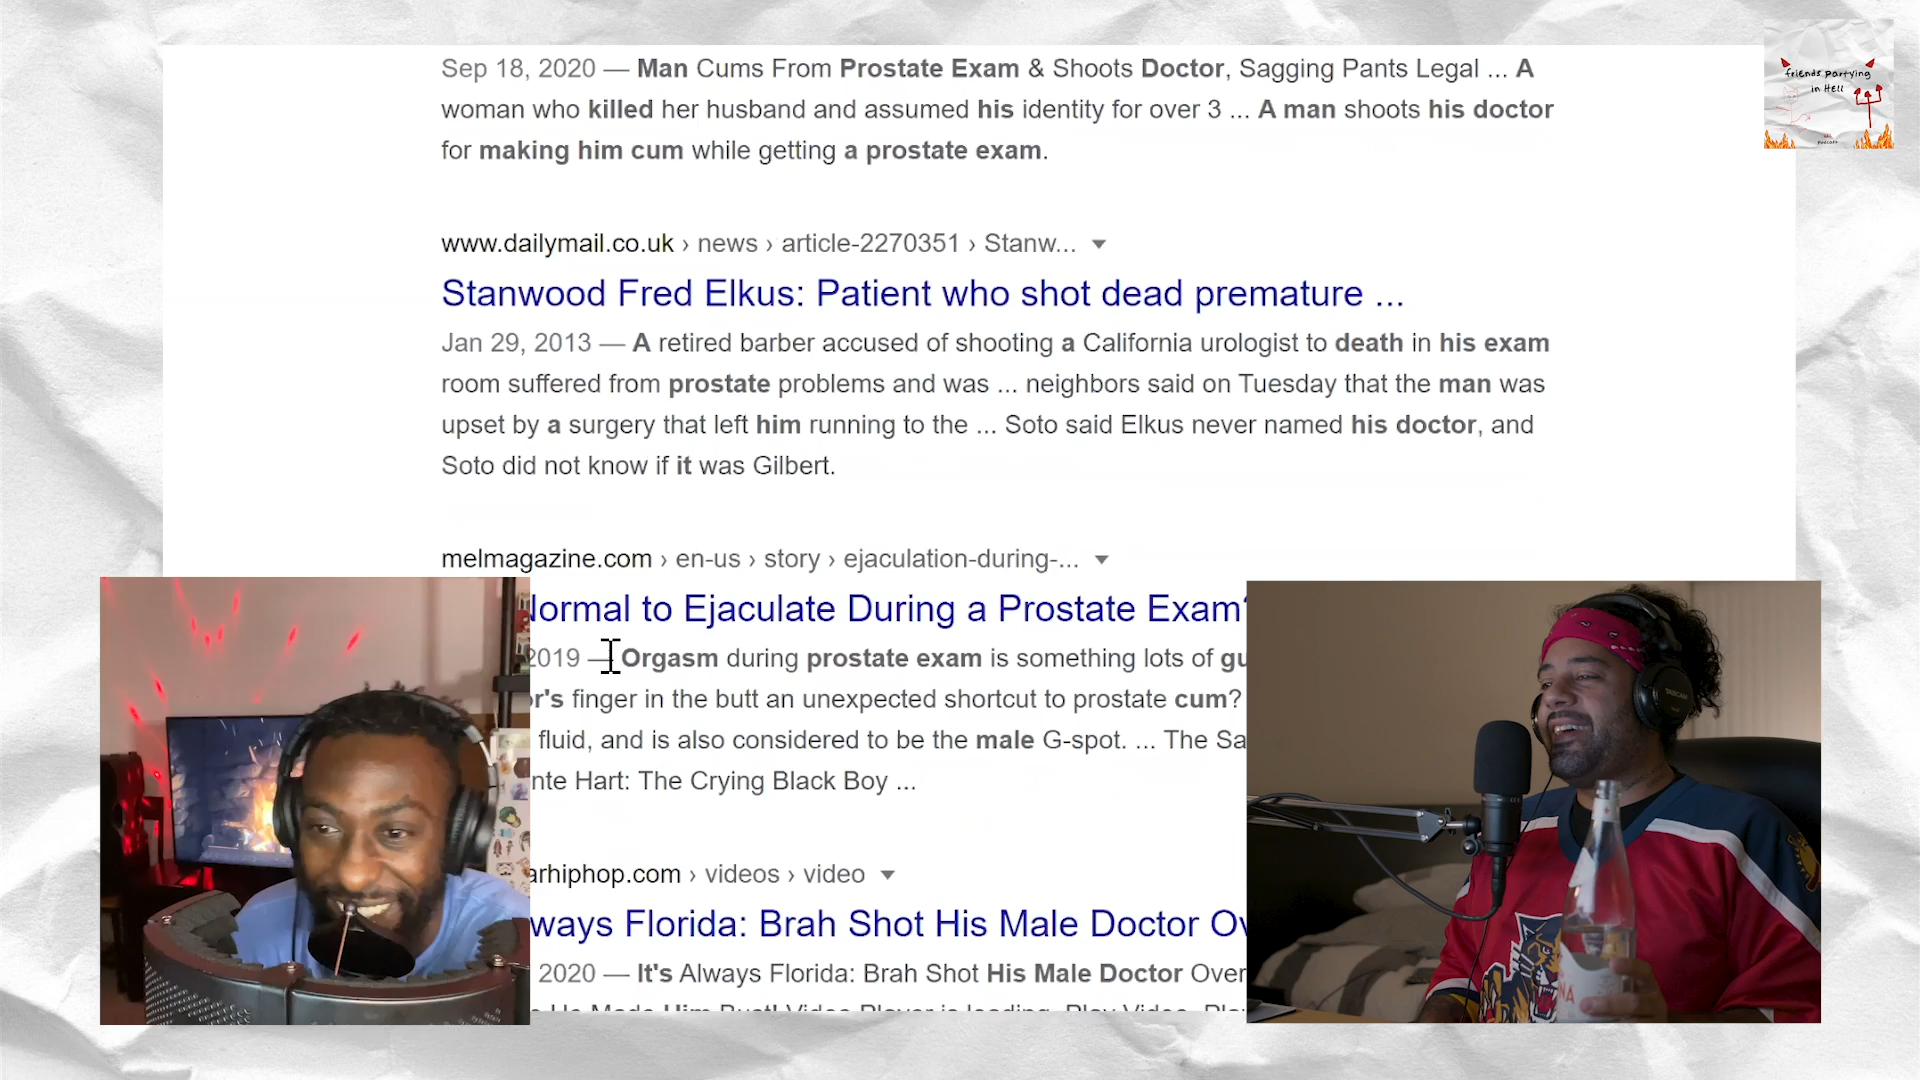 Sep 18, 2020 — Man Cums From Prostate Exam & Shoots Doctor, Sagging Pants Legal ... A
woman who killed her husband and assumed his identity for over 3 ... A man shoots his doctor
for making him cum while getting a prostate exam.
friends partying
in Hell
Podcast
www.dailymail.co.uk › news › article-2270351 › Stanw...
Stanwood Fred Elkus: Patient who shot dead premature ...
Jan 29, 2013 — A retired barber accused of shooting a California urologist to death in his exam
room suffered from prostate problems and was ... neighbors said on Tuesday that the man was
upset by a surgery that left him running to the ... Soto said Elkus never named his doctor, and
Soto did not know if it was Gilbert.
melmagazine.com › en-us › story › ejaculation-during-...
Normal to Ejaculate During a Prostate Exam?
2019 — Orgasm during prostate exam is something lots of gu
or's finger in the butt an unexpected shortcut to prostate cum?
fluid, and is also considered to be the male G-spot. ... The Sa
nte Hart: The Crying Black Boy ...
arhiphop.com › videos › video
ways Florida: Brah Shot His Male Doctor Ov
2020 — It's Always Florida: Brah Shot His Male Doctor Over
TASCAM